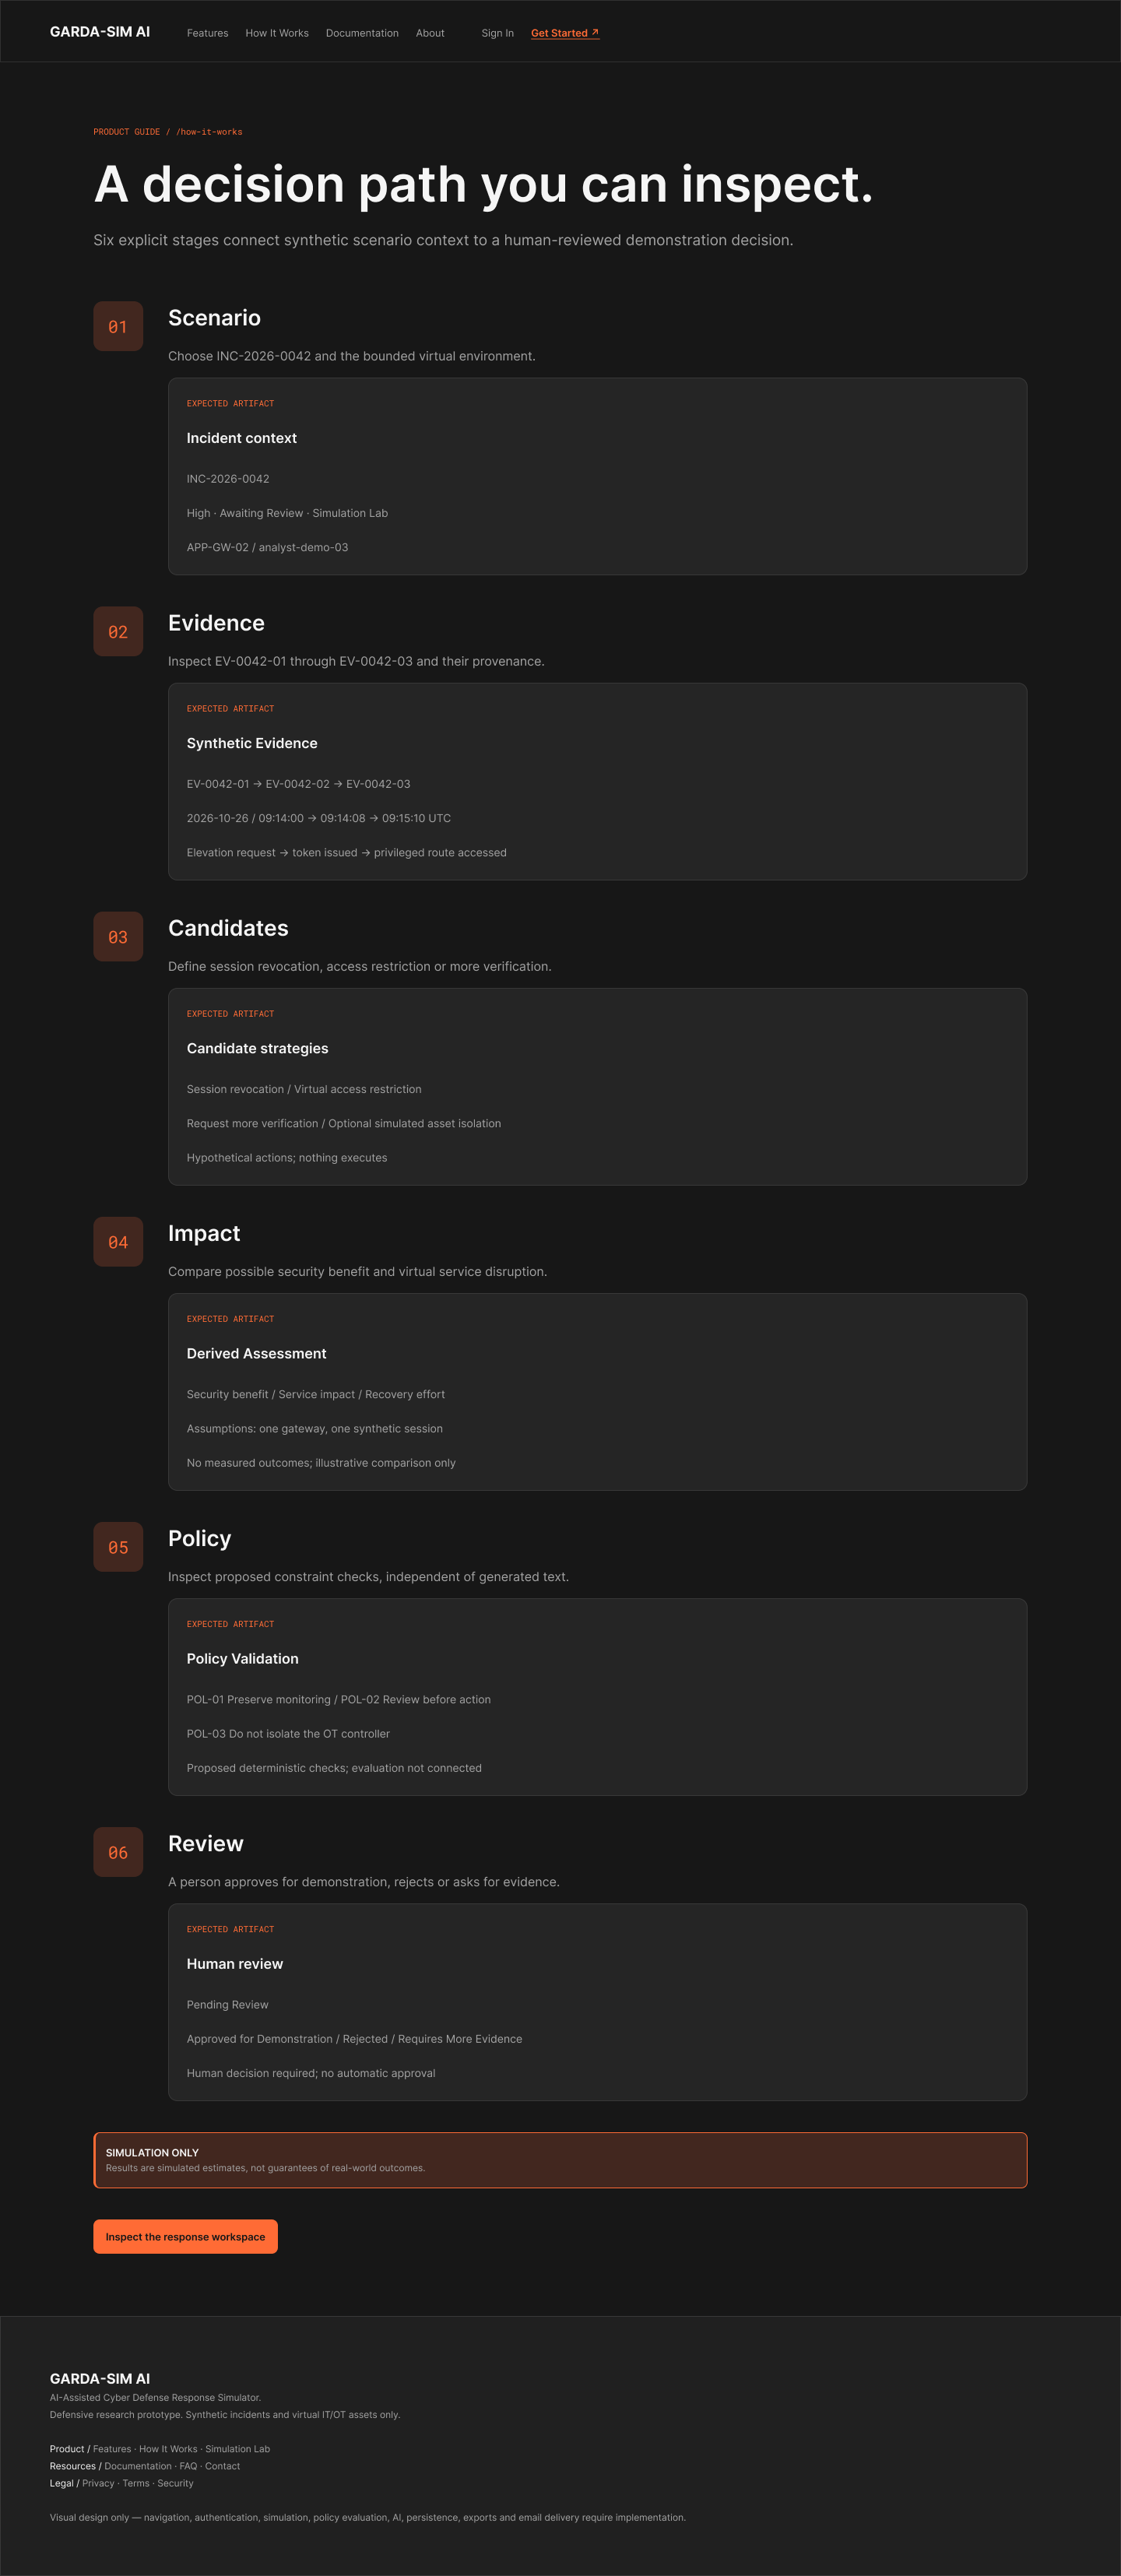 GARDA-SIM AI
Features How It Works Documentation About Sign In Get Started ↗
PRODUCT GUIDE / /how-it-works
A decision path you can inspect.
Six explicit stages connect synthetic scenario context to a human-reviewed demonstration decision.
01
Scenario
Choose INC-2026-0042 and the bounded virtual environment.
EXPECTED ARTIFACT
Incident context
INC-2026-0042
High · Awaiting Review · Simulation Lab
APP-GW-02 / analyst-demo-03
02
Evidence
Inspect EV-0042-01 through EV-0042-03 and their provenance.
EXPECTED ARTIFACT
Synthetic Evidence
EV-0042-01 → EV-0042-02 → EV-0042-03
2026-10-26 / 09:14:00 → 09:14:08 → 09:15:10 UTC
Elevation request → token issued → privileged route accessed
03
Candidates
Define session revocation, access restriction or more verification.
EXPECTED ARTIFACT
Candidate strategies
Session revocation / Virtual access restriction
Request more verification / Optional simulated asset isolation
Hypothetical actions; nothing executes
04
Impact
Compare possible security benefit and virtual service disruption.
EXPECTED ARTIFACT
Derived Assessment
Security benefit / Service impact / Recovery effort
Assumptions: one gateway, one synthetic session
No measured outcomes; illustrative comparison only
05
Policy
Inspect proposed constraint checks, independent of generated text.
EXPECTED ARTIFACT
Policy Validation
POL-01 Preserve monitoring / POL-02 Review before action
POL-03 Do not isolate the OT controller
Proposed deterministic checks; evaluation not connected
06
Review
A person approves for demonstration, rejects or asks for evidence.
EXPECTED ARTIFACT
Human review
Pending Review
Approved for Demonstration / Rejected / Requires More Evidence
Human decision required; no automatic approval
SIMULATION ONLY
Results are simulated estimates, not guarantees of real-world outcomes.
Inspect the response workspace
GARDA-SIM AI
AI-Assisted Cyber Defense Response Simulator.
Defensive research prototype. Synthetic incidents and virtual IT/OT assets only.
Product / Features · How It Works · Simulation Lab
Resources / Documentation · FAQ · Contact
Legal / Privacy · Terms · Security
Visual design only — navigation, authentication, simulation, policy evaluation, AI, persistence, exports and email delivery require implementation.